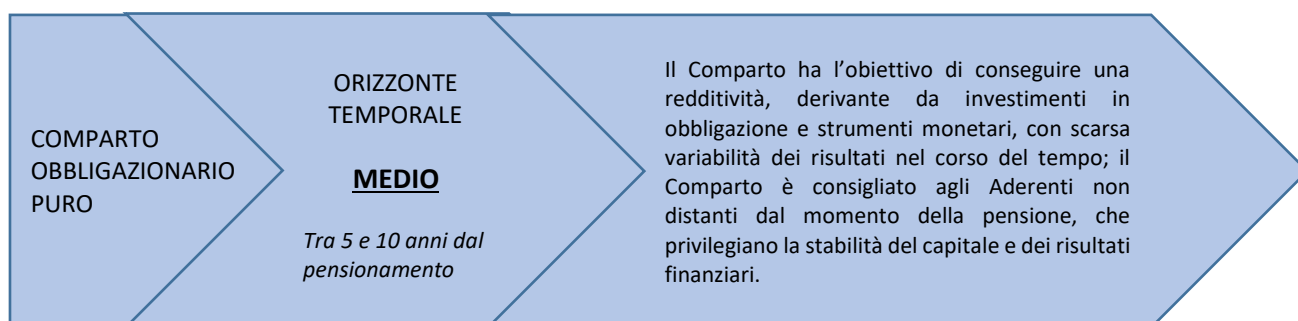 COMPARTO
OBBLIGAZIONARIO
PURO
ORIZZONTE
TEMPORALE
MEDIO
Tra 5 e 10 anni dal
pensionamento
Il Comparto ha l’obiettivo di conseguire una
redditività, derivante da investimenti in
obbligazione e strumenti monetari, con scarsa
variabilità dei risultati nel corso del tempo; il
Comparto è consigliato agli Aderenti non
distanti dal momento della pensione, che
privilegiano la stabilità del capitale e dei risultati
finanziari.